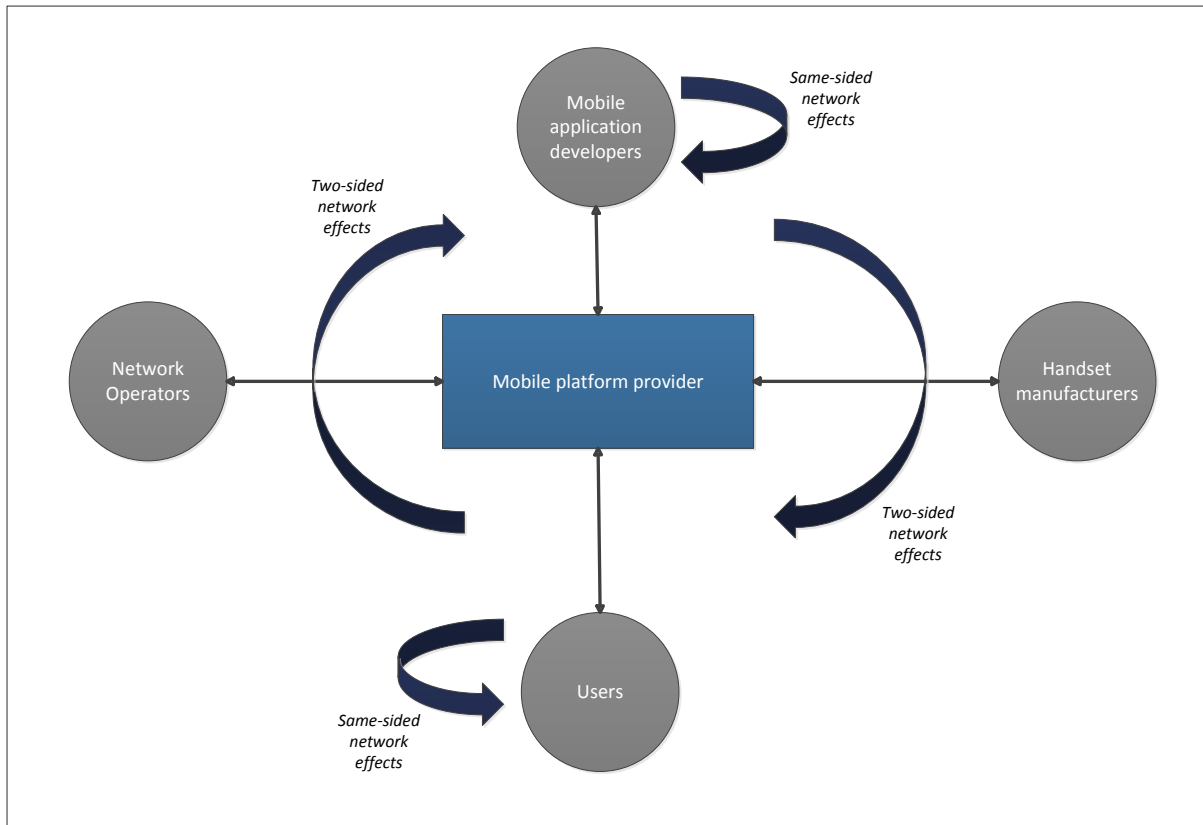 Mobile
application
developers
Same-sided
network
effects
Two-sided
network
effects
Network
Operators
Mobile platform provider
Handset
manufacturers
Two-sided
network
effects
Users
Same-sided
network
effects